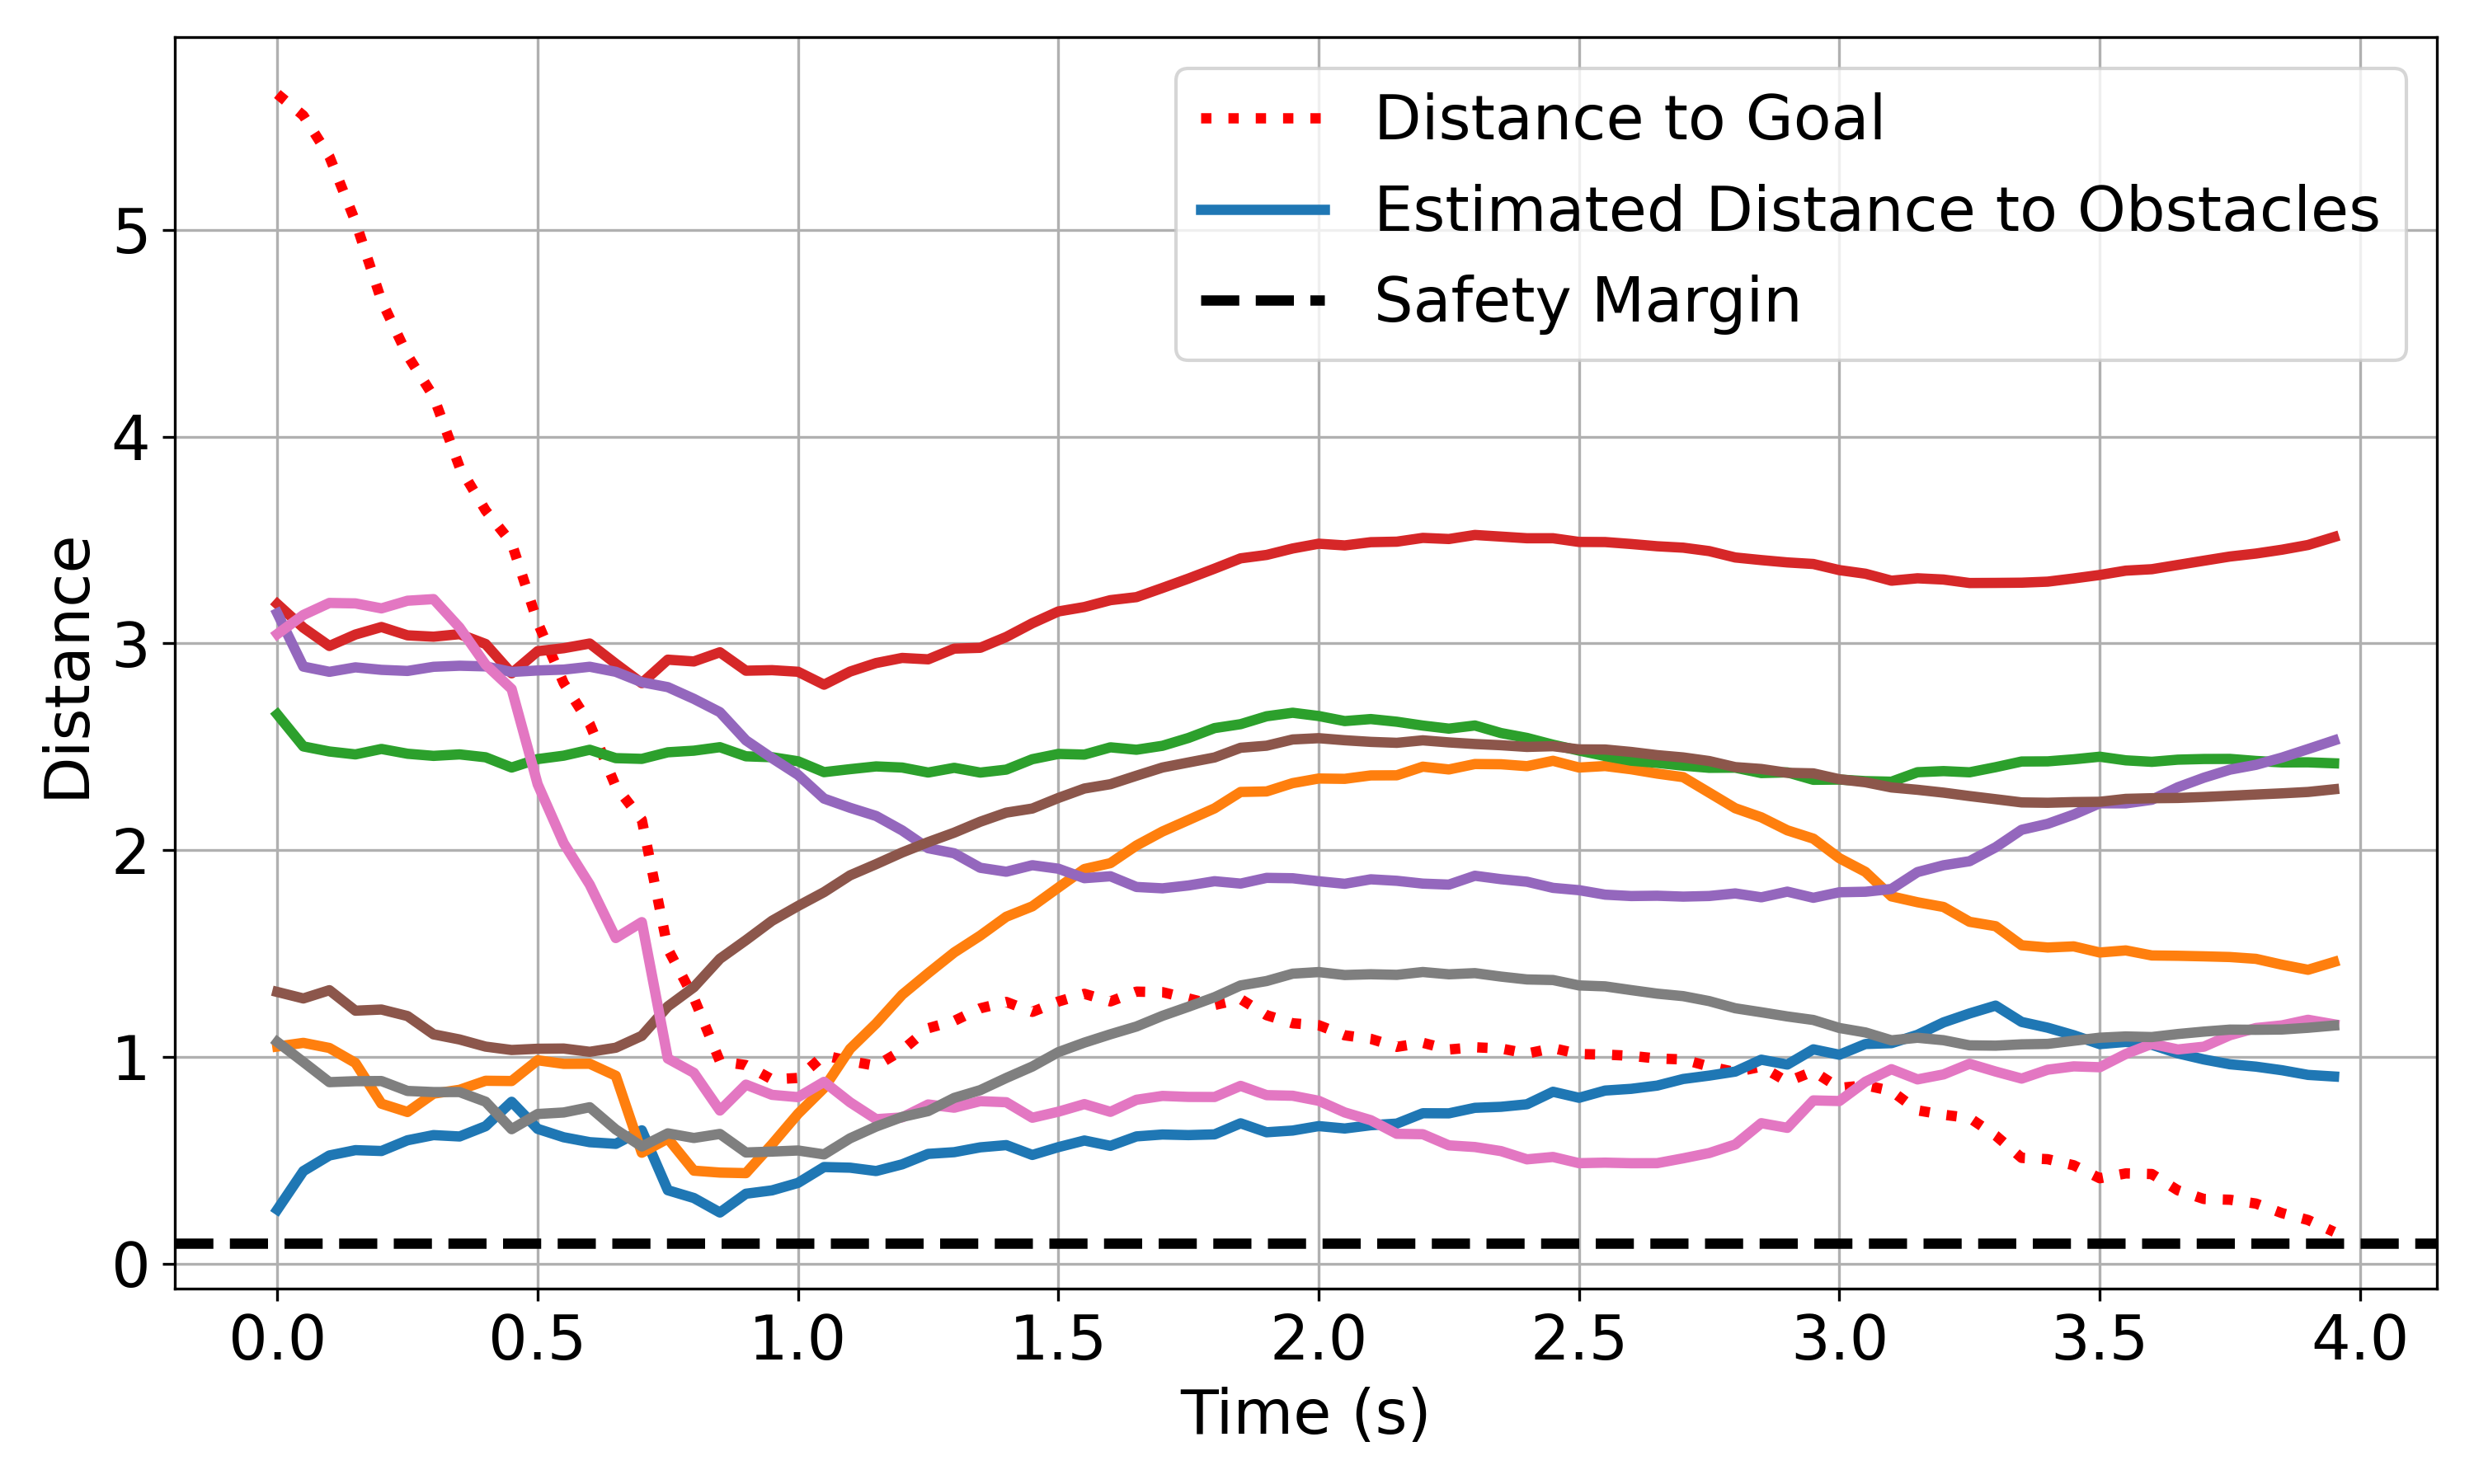 Distance to Goal
Estimated Distance to Obstacles
Safety Margin
Distance
5
4
3
2
1
0
0.0 0.5 1.0 1.5 2.0 2.5 3.0 3.5 4.0
Time (s)